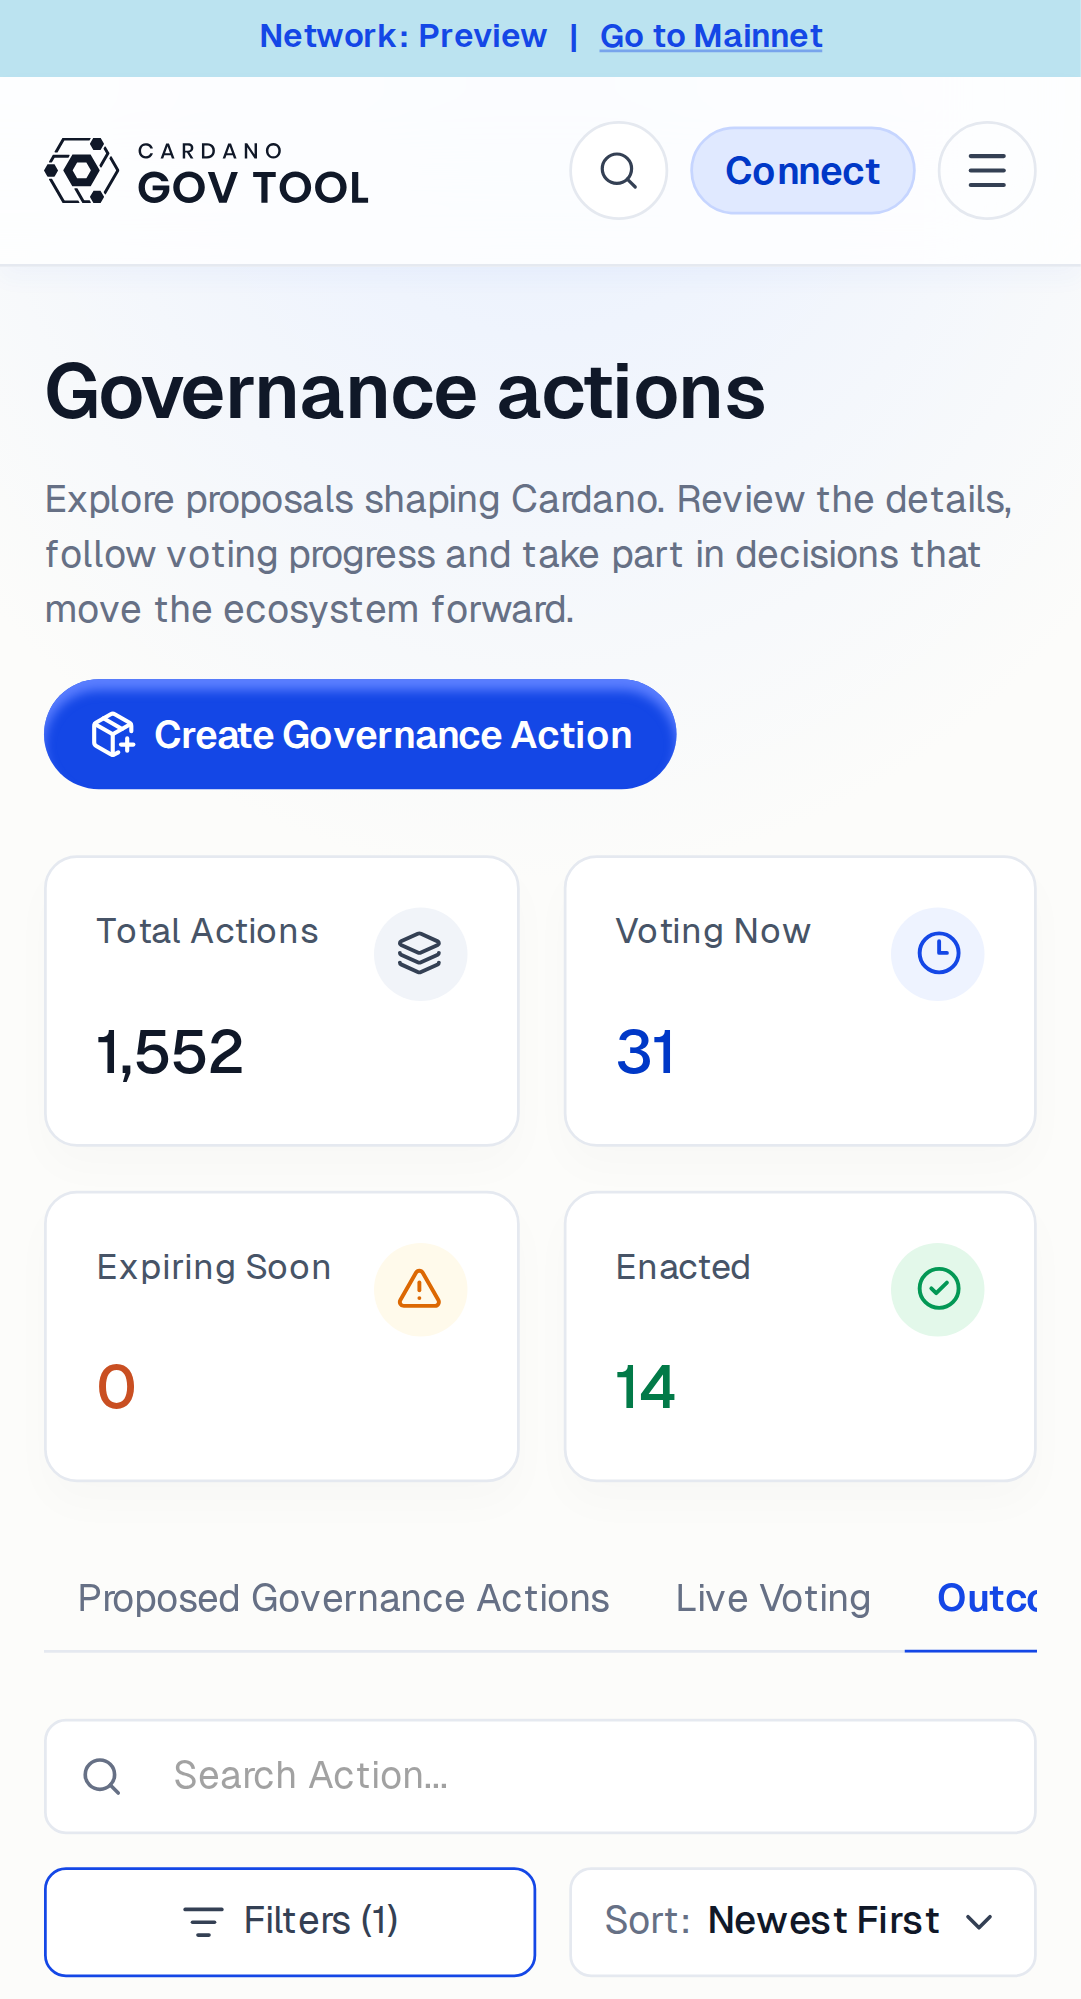 Network: Preview | Go to Mainnet
CARDANO
GOV TOOL
Connect
Governance actions
Explore proposals shaping Cardano. Review the details,
follow voting progress and take part in decisions that
move the ecosystem forward.
Create Governance Action
Total Actions
1,552
Voting Now
31
Expiring Soon
0
Enacted
14
Proposed Governance Actions Live Voting
Search Action...
Filters (1)
Sort: Newest First